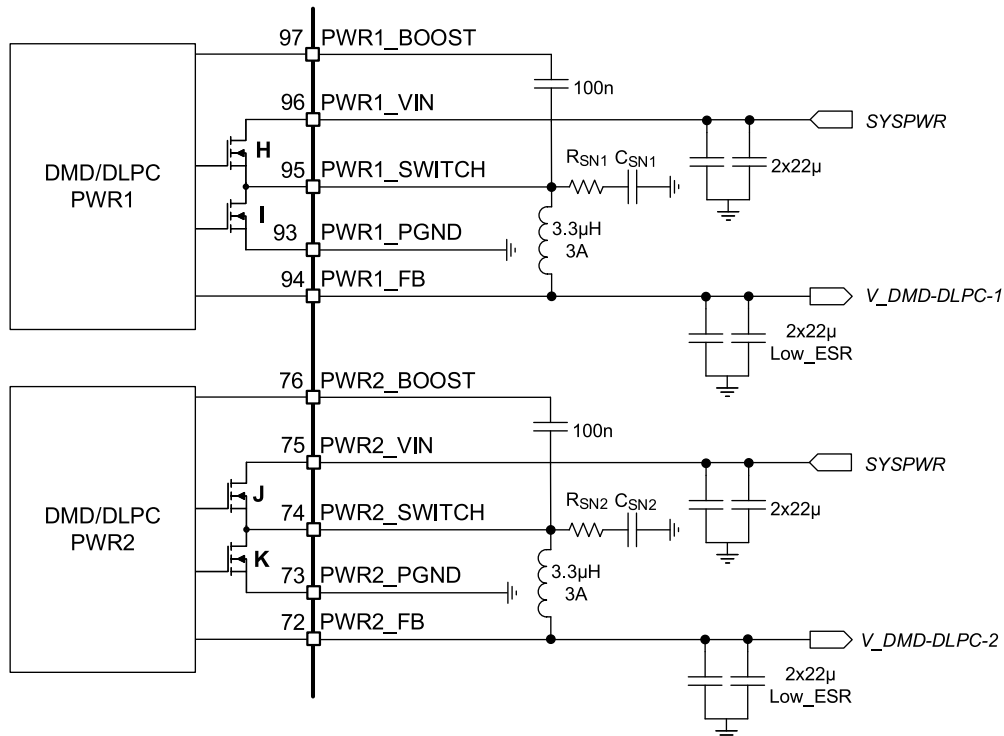 97 PWR1_BOOST
100n
96 PWR1_VIN
SYSPWR
H
2x22µ
DMD/DLPC
PWR1
95 PWR1_SWITCH
RSN1 CSN1
I
3.3µH
3A
93 PWR1_PGND
94 PWR1_FB
V_DMD-DLPC-1
2x22µ
Low_ESR
76 PWR2_BOOST
100n
75 PWR2_VIN
SYSPWR
J
2x22µ
DMD/DLPC
PWR2
74 PWR2_SWITCH
RSN2 CSN2
K
3.3µH
3A
73 PWR2_PGND
72 PWR2_FB
V_DMD-DLPC-2
2x22µ
Low_ESR